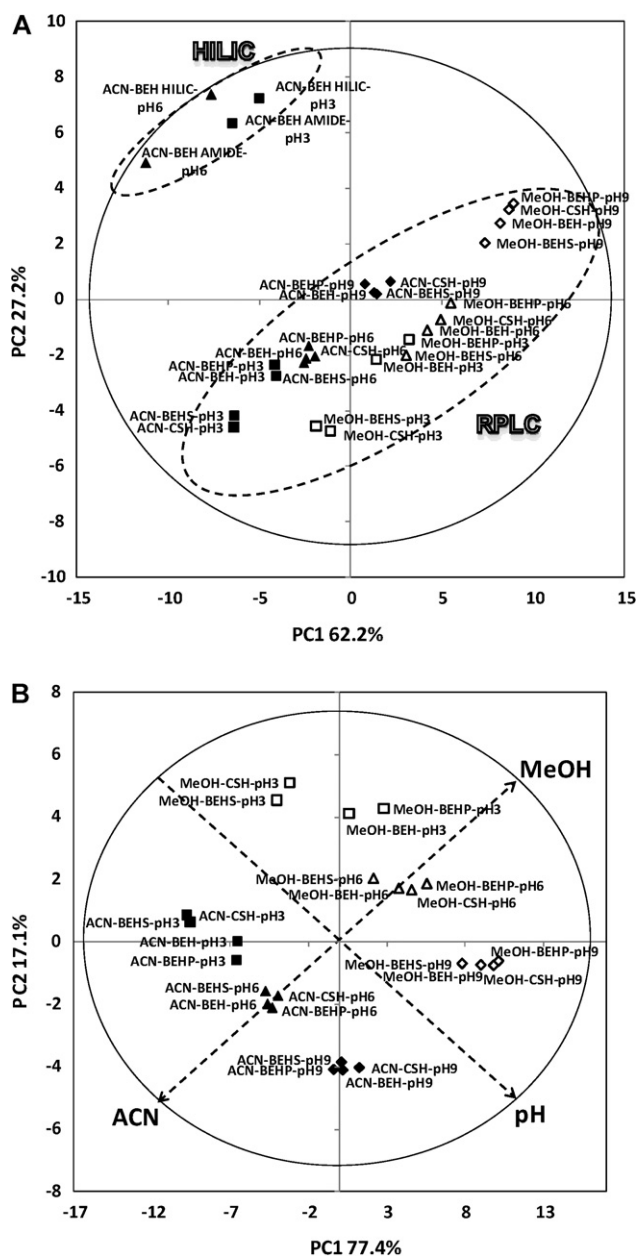 A
HILIC
10
8
6
4
2
0
-2
-4
-6
-8
-10
PC2 27.2%
ACN-BEH HILIC-
pH6
ACN-BEH HILIC-
pH3
ACN-BEH AMIDE-
pH3
ACN-BEH AMIDE-
pH6
MeOH-BEHP-pH9
MeOH-CSH-pH9
MeOH-BEH-pH9
MeOH-BEHS-pH9
ACN-BEHP-pH9
ACN-CSH-pH9
ACN-BEH-pH9
ACN-BEHS-pH9
MeOH-BEHP-pH6
MeOH-CSH-pH6
MeOH-BEH-pH6
MeOH-BEHP-pH3
MeOH-BEHS-pH6
MeOH-BEH-pH3
ACN-BEHP-pH6
ACN-BEH-pH6
ACN-CSH-pH6
ACN-BEHP-pH3
ACN-BEH-pH3
ACN-BEHS-pH6
ACN-BEHS-pH3
ACN-CSH-pH3
MeOH-BEHS-pH3
MeOH-CSH-pH3
RPLC
-15
-10
-5
0
5
10
15
PC1 62.2%
B
8
6
4
2
0
-2
-4
-6
-8
PC2 17.1%
MeOH
MeOH-CSH-pH3
MeOH-BEHS-pH3
MeOH-BEHP-pH3
MeOH-BEH-pH3
MeOH-BEHS-pH6
MeOH-BEH-pH6
MeOH-BEHP-pH6
MeOH-CSH-pH6
ACN-BEHS-pH3
ACN-CSH-pH3
ACN-BEH-pH3
ACN-BEHP-pH3
MeOH-BEHP-pH9
MeOH-BEHS-pH9
MeOH-BEH-pH9
MeOH-CSH-pH9
ACN-BEHS-pH6
ACN-BEH-pH6
ACN-CSH-pH6
ACN-BEHP-pH6
ACN-BEHS-pH9
ACN-BEHP-pH9
ACN-CSH-pH9
ACN-BEH-pH9
ACN
pH
-17
-12
-7
-2
3
8
13
PC1 77.4%